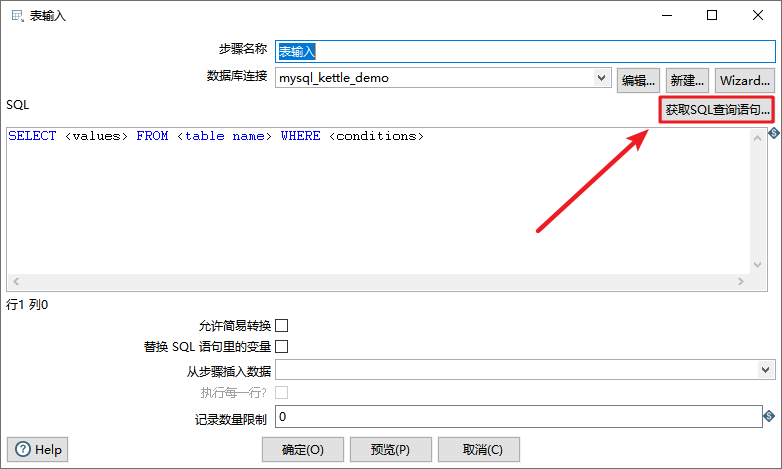 表输入
步骤名称 表输入
数据库连接 mysql_kettle_demo 编辑... 新建... Wizard...
SQL 获取SQL查询语句...
SELECT <values> FROM <table name> WHERE <conditions>
行1 列0
允许简易转换
替换 SQL 语句里的变量
从步骤插入数据
执行每一行?
记录数量限制 0
Help 确定(O) 预览(P) 取消(C)